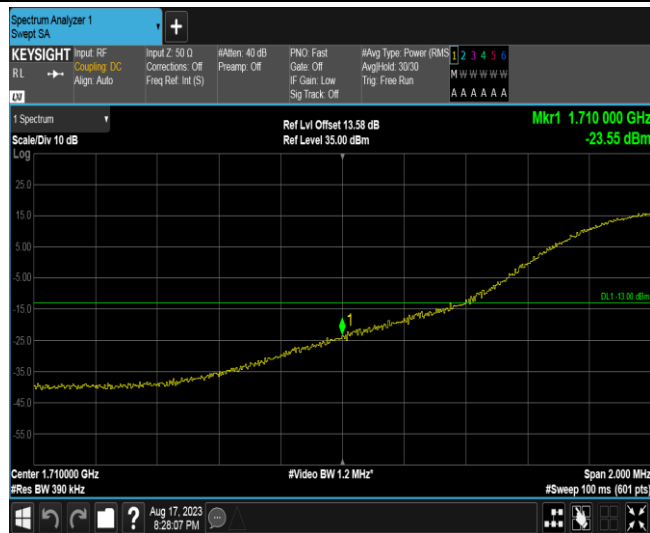 Spectrum Analyzer 1
Swept SA
+
KEYSIGHT
RL
LXI
Input: RF
Coupling: DC
Align: Auto
Input Z: 50 Ω
Corrections: Off
Freq Ref: Int (S)
#Atten: 40 dB
Preamp: Off
PNO: Fast
Gate: Off
IF Gain: Low
Sig Track: Off
#Avg Type: Power (RMS
Avg|Hold: 30/30
Trig: Free Run
1 2 3 4 5 6
M W W W W W
A A A A A A
1 Spectrum
Scale/Div 10 dB
Ref Lvl Offset 13.58 dB
Ref Level 35.00 dBm
Mkr1 1.710 000 GHz
-23.55 dBm
Log
25.0
15.0
5.00
-5.00
DL1 -13.00 dBm
-15.0
1
-25.0
-35.0
-45.0
-55.0
Center 1.710000 GHz
#Video BW 1.2 MHz*
Span 2.000 MHz
#Res BW 390 kHz
#Sweep 100 ms (601 pts)
?
Aug 17, 2023
8:28:07 PM